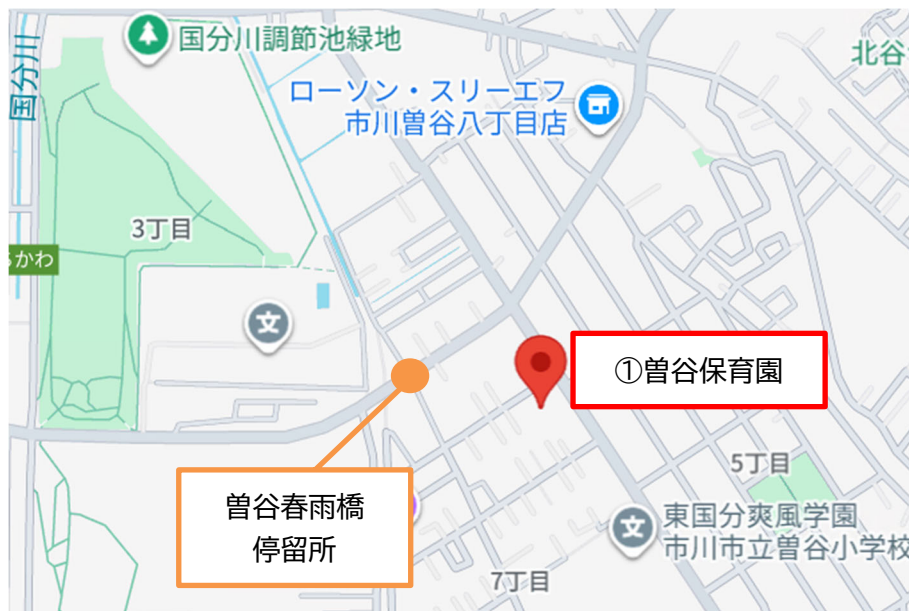 国分川調節池緑地
国分川
北谷
ローソン・スリーエフ
市川曽谷八丁目店
3丁目
かわ
文
①曽谷保育園
曽谷春雨橋
停留所
5丁目
文
東国分爽風学園
市川市立曽谷小学校
7丁目